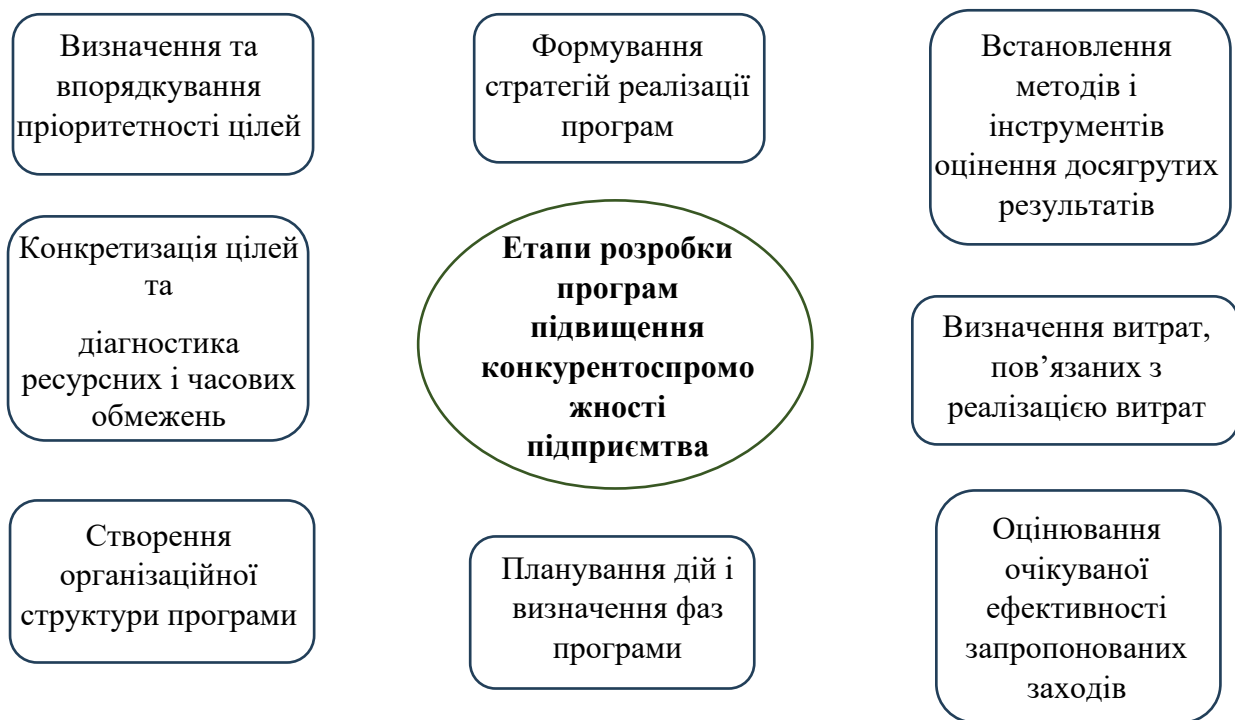 Визначення та
впорядкування
пріоритетності цілей
Формування
стратегій реалізації
програм
Встановлення
методів і
інструментів
оцінення досягрутих
результатів
Конкретизація цілей
та
діагностика
ресурсних і часових
обмежень
Етапи розробки
програм
підвищення
конкурентоспромо
жності
підприємтва
Визначення витрат,
пов’язаних з
реалізацією витрат
Створення
організаційної
структури програми
Планування дій і
визначення фаз
програми
Оцінювання
очікуваної
ефективності
запропонованих
заходів